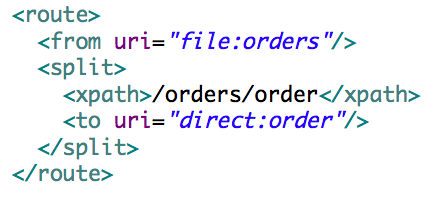 <route>
  <from uri="file:orders"/>
  <split>
    <xpath>/orders/order</xpath>
    <to uri="direct:order"/>
  </split>
</route>